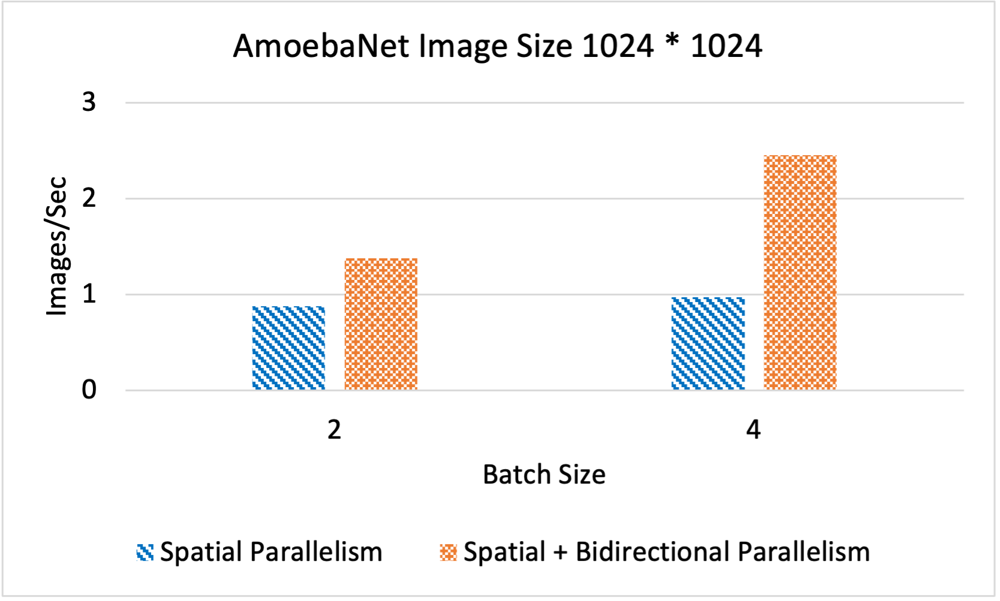 AmoebaNet Image Size 1024 * 1024
3
2
1
0
Images/Sec
2
4
Batch Size
Spatial Parallelism
Spatial + Bidirectional Parallelism